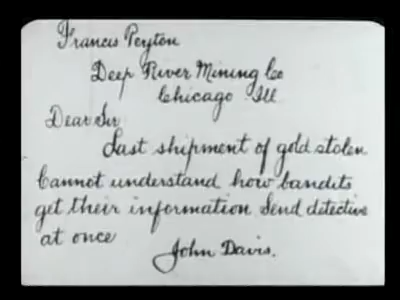 Francis Peyton
Deep River Mining Co
Chicago Ill
Dear Sir
Last shipment of gold stolen
Cannot understand how bandits
get their information Send detective
at once
John Davis.